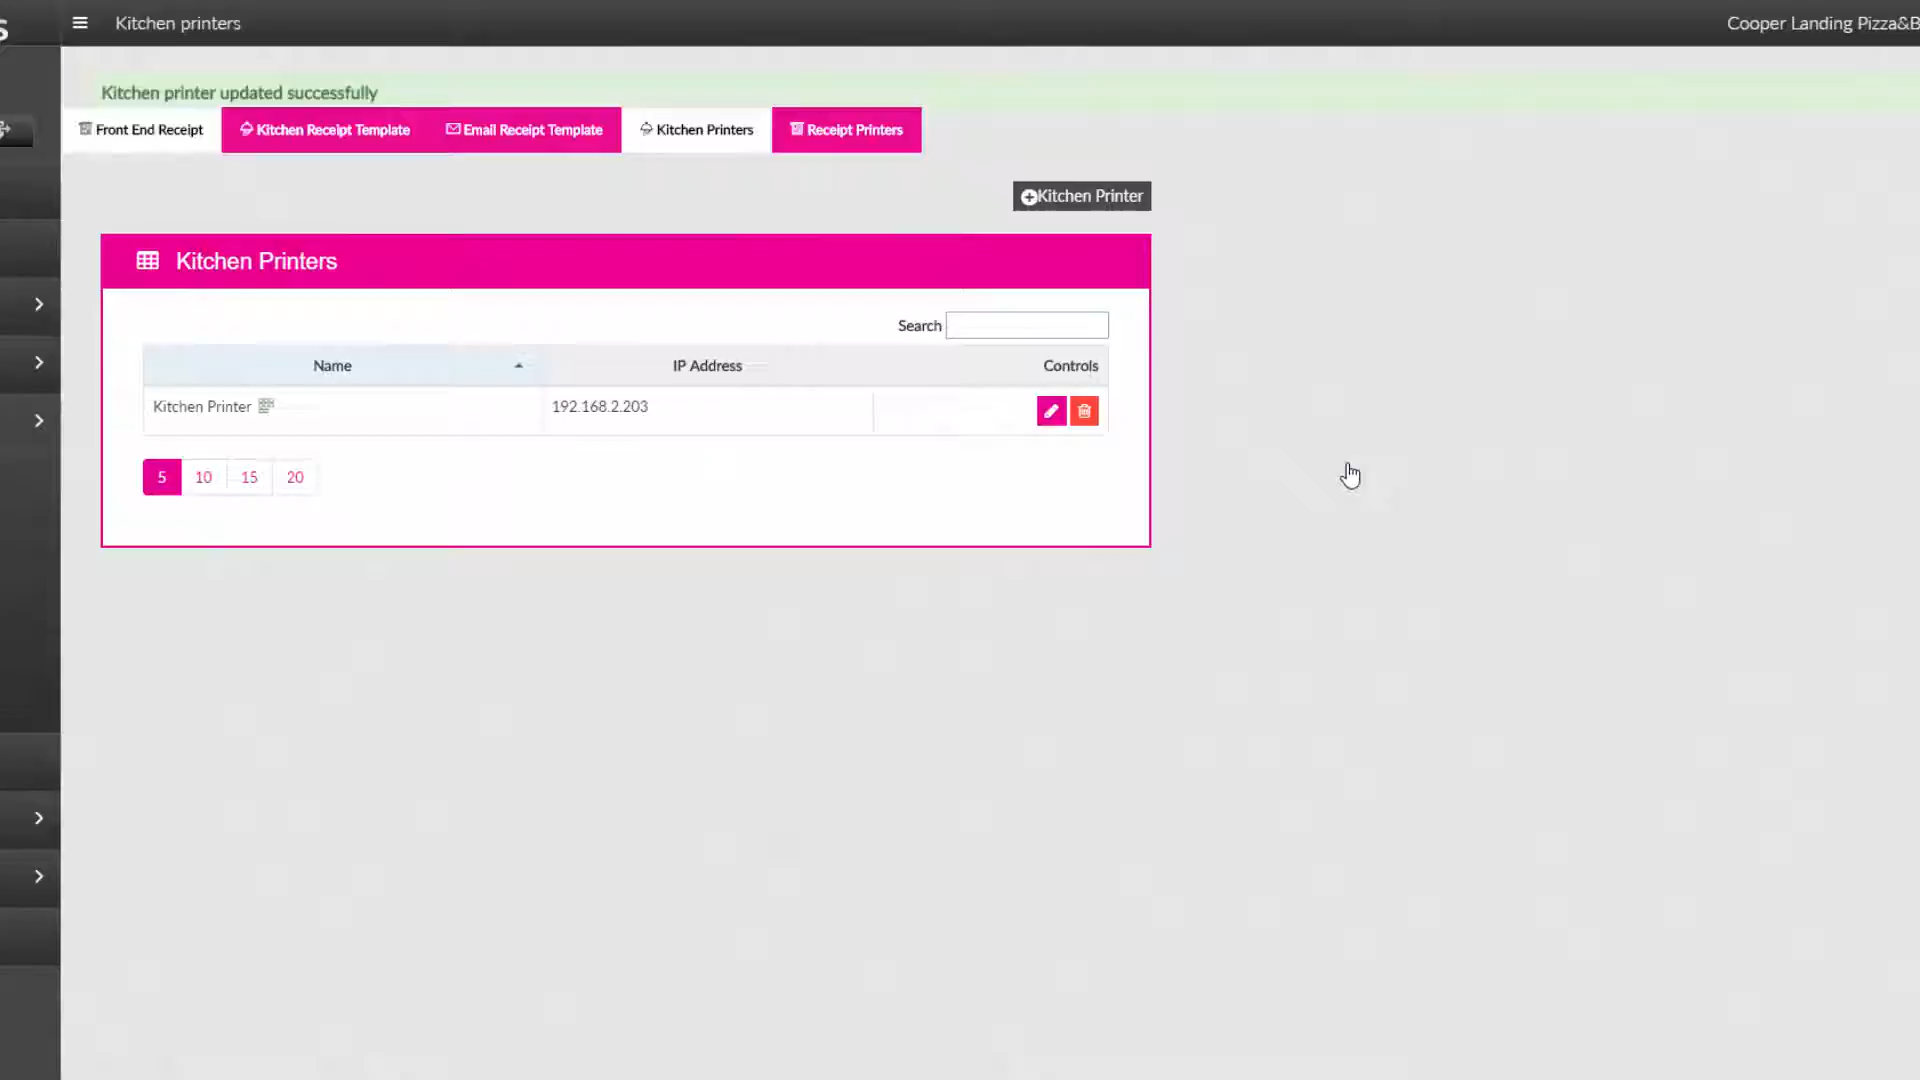 Kitchen printers
Cooper Landing Pizza&B
Kitchen printer updated successfully
Front End Receipt
Kitchen Receipt Template
Email Receipt Template
Kitchen Printers
Receipt Printers
Kitchen Printer
Kitchen Printers
Search
Name
IP Address
Controls
Kitchen Printer
192.168.2.203
5
10
15
20